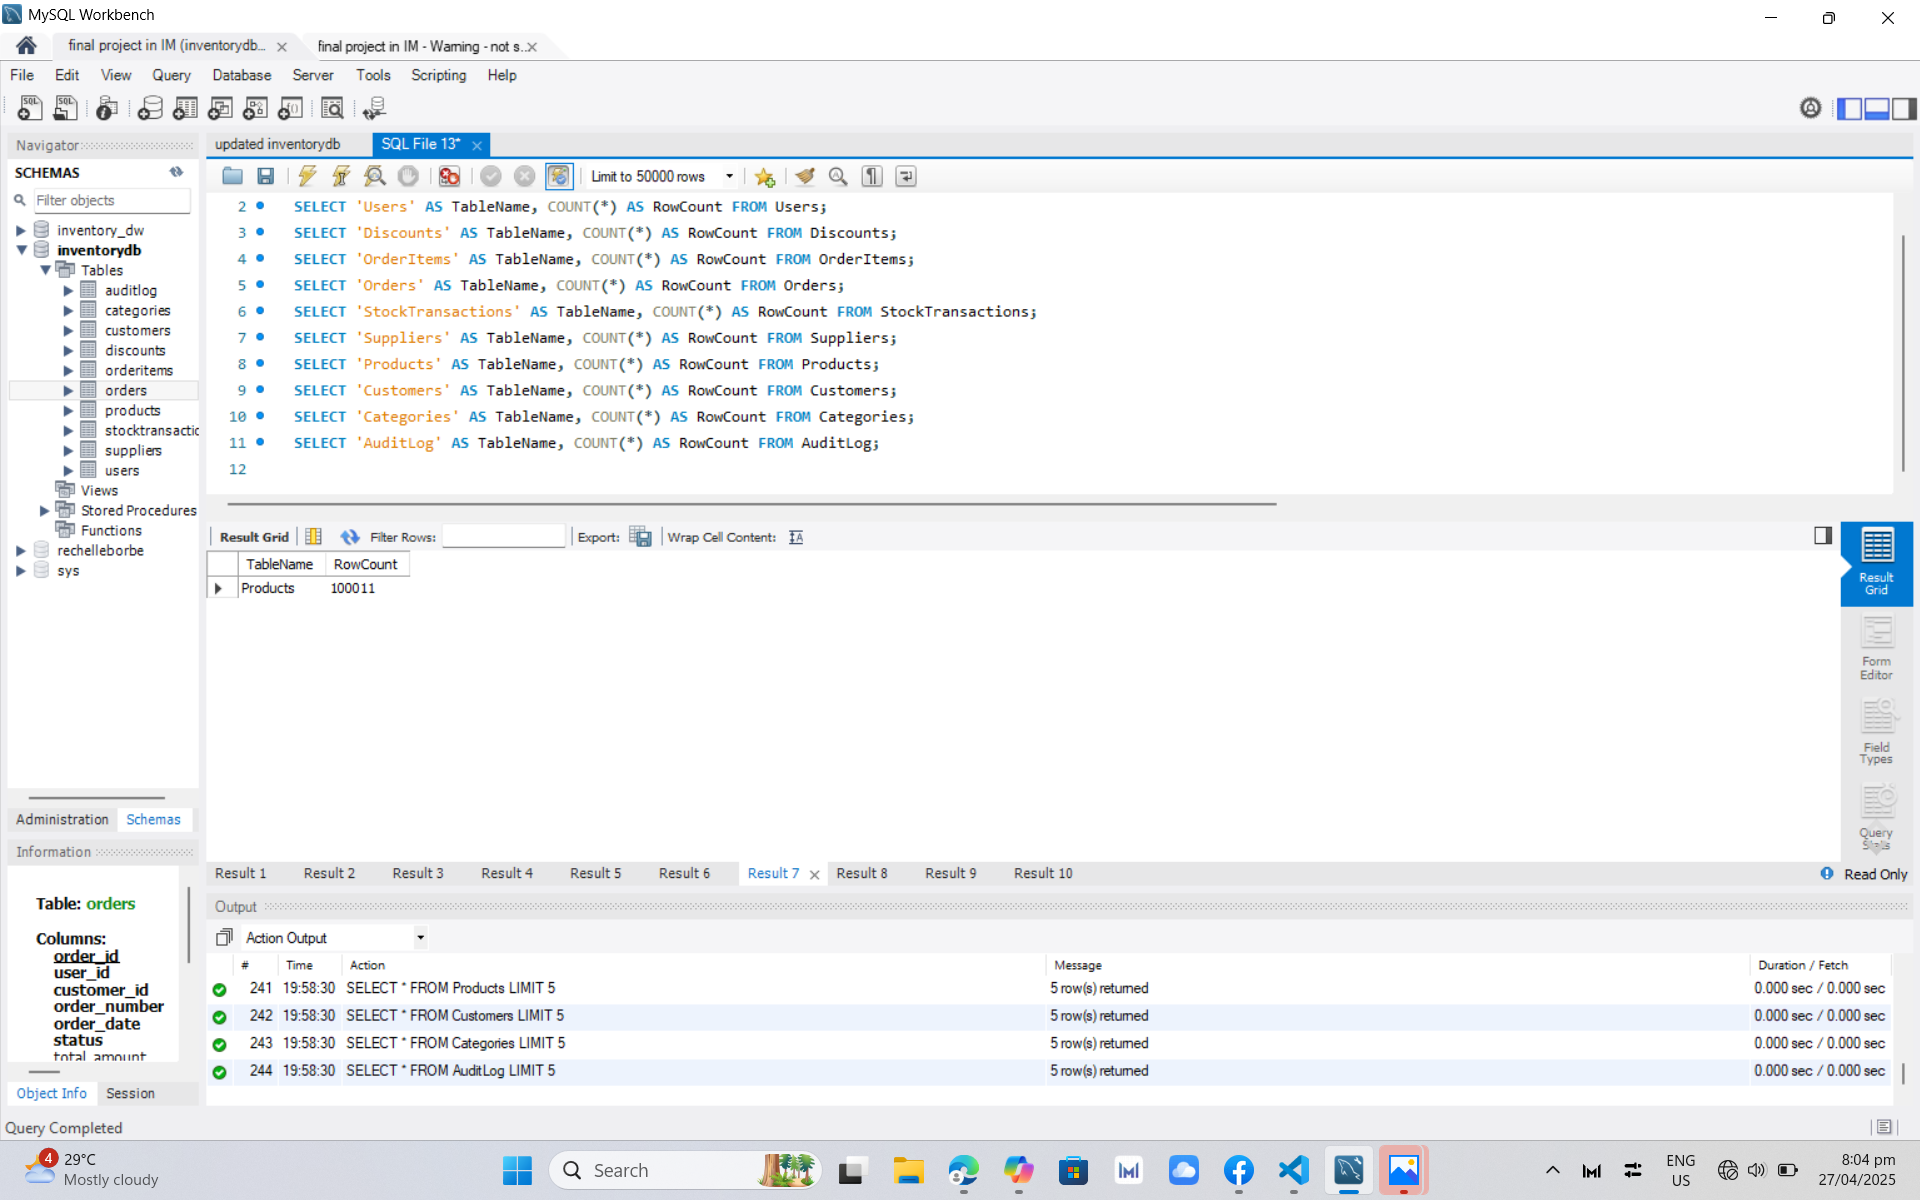 MySQL Workbench
final project in IM (inventorydb...
final project in IM - Warning - not s...
File Edit View Query Database Server Tools Scripting Help
Navigator
SCHEMAS
Filter objects
inventory_dw
inventorydb
Tables
auditlog
categories
customers
discounts
orderitems
orders
products
stocktransactic
suppliers
users
Views
Stored Procedures
Functions
rechelleborbe
sys
Administration Schemas
Information
Table: orders
Columns:
order_id
user_id
customer_id
order_number
order_date
status
total_amount
Object Info Session
updated inventorydb
SQL File 13*
Limit to 50000 rows
2 SELECT 'Users' AS TableName, COUNT(*) AS RowCount FROM Users;
3 SELECT 'Discounts' AS TableName, COUNT(*) AS RowCount FROM Discounts;
4 SELECT 'OrderItems' AS TableName, COUNT(*) AS RowCount FROM OrderItems;
5 SELECT 'Orders' AS TableName, COUNT(*) AS RowCount FROM Orders;
6 SELECT 'StockTransactions' AS TableName, COUNT(*) AS RowCount FROM StockTransactions;
7 SELECT 'Suppliers' AS TableName, COUNT(*) AS RowCount FROM Suppliers;
8 SELECT 'Products' AS TableName, COUNT(*) AS RowCount FROM Products;
9 SELECT 'Customers' AS TableName, COUNT(*) AS RowCount FROM Customers;
10 SELECT 'Categories' AS TableName, COUNT(*) AS RowCount FROM Categories;
11 SELECT 'AuditLog' AS TableName, COUNT(*) AS RowCount FROM AuditLog;
12
Result Grid Filter Rows: Export: Wrap Cell Content:
TableName RowCount
Products 100011
Result Grid
Form Editor
Field Types
Query Stats
Result 1 Result 2 Result 3 Result 4 Result 5 Result 6 Result 7 Result 8 Result 9 Result 10
Read Only
Output
Action Output
# Time Action Message Duration / Fetch
241 19:58:30 SELECT * FROM Products LIMIT 5 5 row(s) returned 0.000 sec / 0.000 sec
242 19:58:30 SELECT * FROM Customers LIMIT 5 5 row(s) returned 0.000 sec / 0.000 sec
243 19:58:30 SELECT * FROM Categories LIMIT 5 5 row(s) returned 0.000 sec / 0.000 sec
244 19:58:30 SELECT * FROM AuditLog LIMIT 5 5 row(s) returned 0.000 sec / 0.000 sec
Query Completed
4
29°C
Mostly cloudy
Search
ENG
US
8:04 pm
27/04/2025